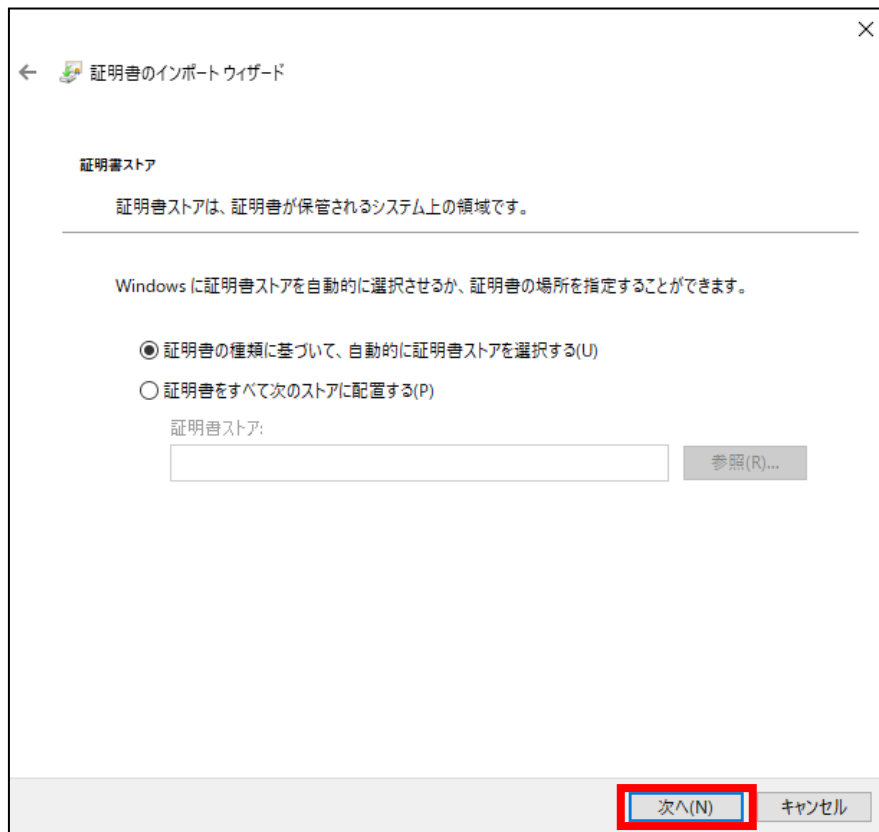 証明書のインポート ウィザード
証明書ストア
証明書ストアは、証明書が保管されるシステム上の領域です。
Windows に証明書ストアを自動的に選択させるか、証明書の場所を指定することができます。
証明書の種類に基づいて、自動的に証明書ストアを選択する(U)
証明書をすべて次のストアに配置する(P)
証明書ストア:
参照(R)...
次へ(N) キャンセル